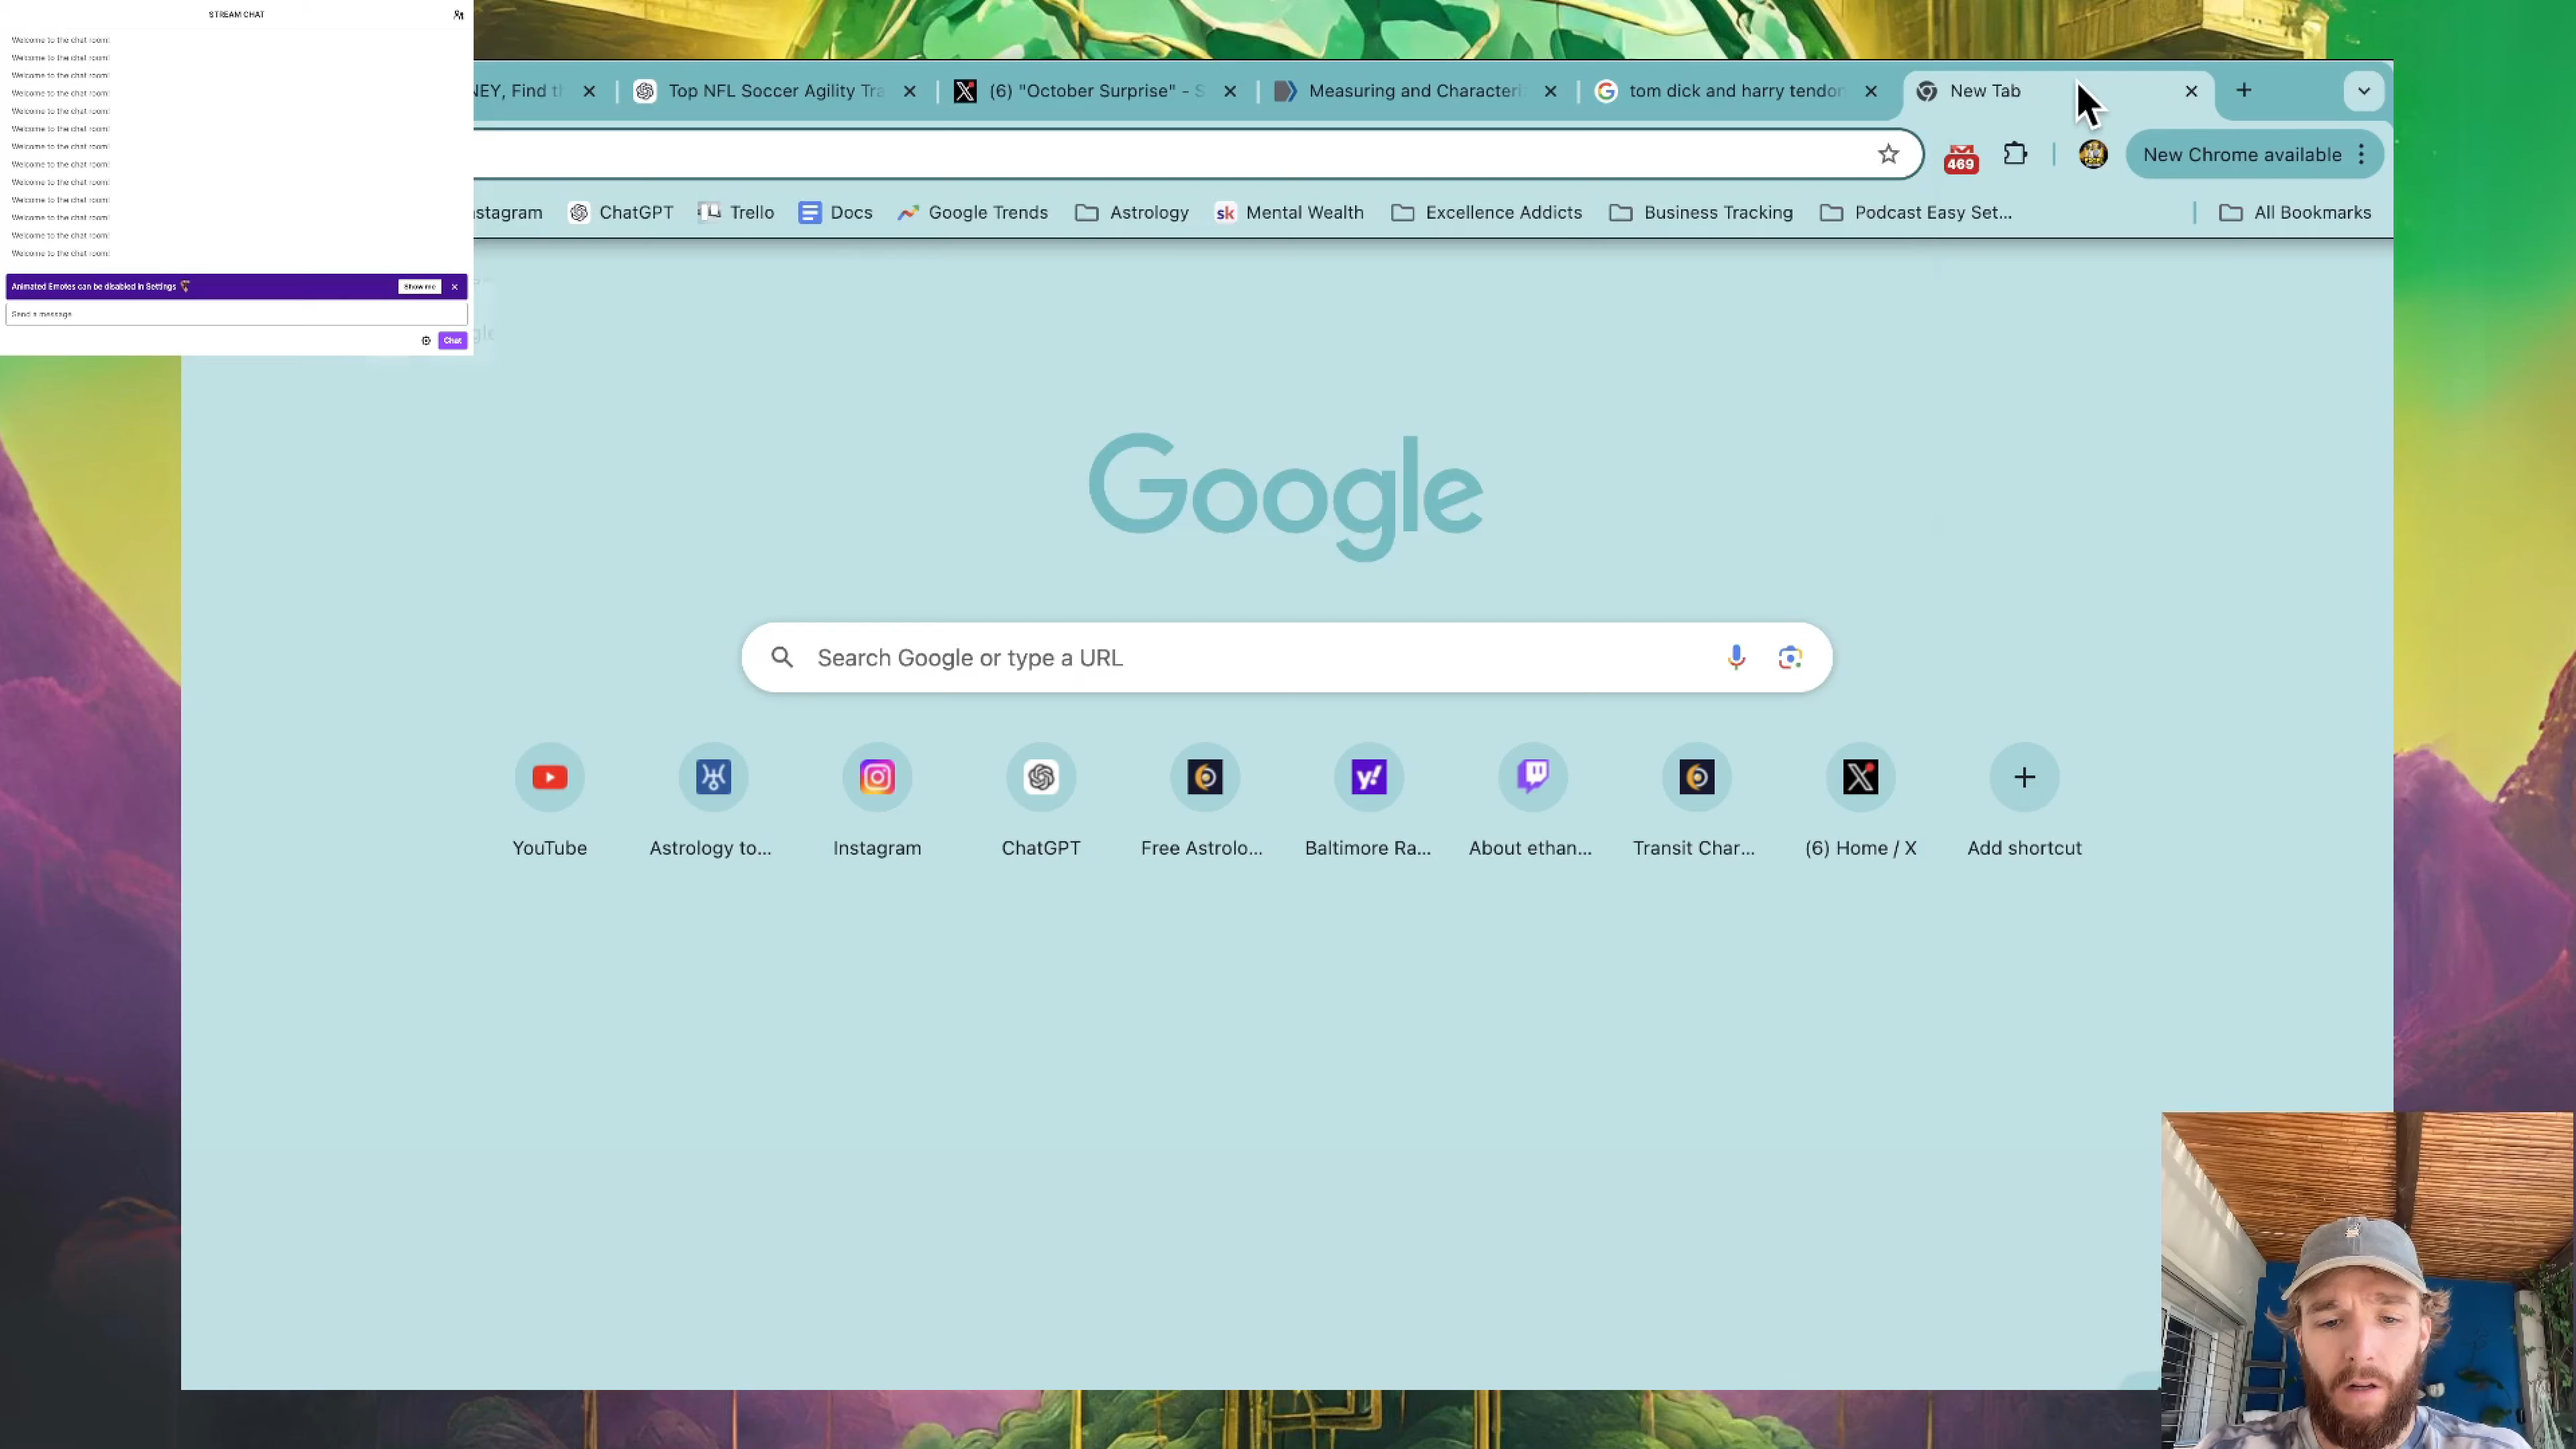 STREAM CHAT
Welcome to the chat room!
Welcome to the chat room!
Welcome to the chat room!
Welcome to the chat room!
Welcome to the chat room!
Welcome to the chat room!
Welcome to the chat room!
Welcome to the chat room!
Welcome to the chat room!
Welcome to the chat room!
Welcome to the chat room!
Welcome to the chat room!
Welcome to the chat room!
Animated Emotes can be disabled in Settings
Show me
Send a message
Chat
NEY, Find th
Top NFL Soccer Agility Tra
(6) "October Surprise" - S
Measuring and Characteri
tom dick and harry tendon
New Tab
469
New Chrome available
stagram
ChatGPT
Trello
Docs
Google Trends
Astrology
sk Mental Wealth
Excellence Addicts
Business Tracking
Podcast Easy Set...
All Bookmarks
Google
Search Google or type a URL
YouTube
Astrology to...
Instagram
ChatGPT
Free Astrolo...
y! Baltimore Ra...
About ethan...
Transit Char...
(6) Home / X
Add shortcut